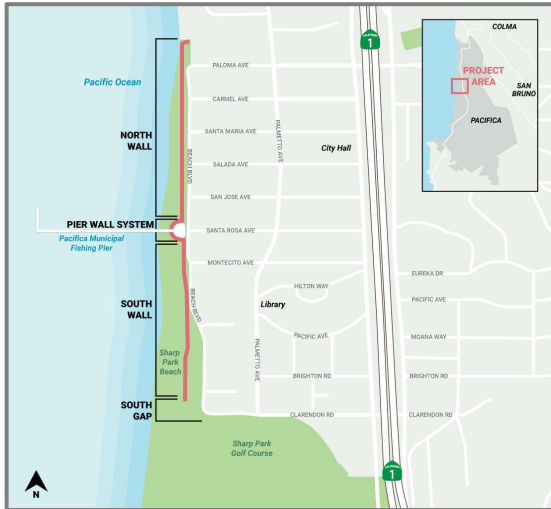 COLMA
PROJECT
AREA
SAN
BRUNO
PACIFICA
CALIFORNIA
1
Pacific Ocean
PALOMA AVE
CARMEL AVE
NORTH
WALL
BEACH BLVD
SANTA MARIA AVE
PALMETTO AVE
City Hall
SALADA AVE
SAN JOSE AVE
PIER WALL SYSTEM
SANTA ROSA AVE
Pacifica Municipal
Fishing Pier
MONTECITO AVE
EUREKA DR
HILTON WAY
PACIFIC AVE
SOUTH
WALL
BEACH BLVD
Library
PACIFIC AVE
MOANA WAY
PALMETTO AVE
Sharp
Park
Beach
BRIGHTON RD
BRIGHTON RD
SOUTH
GAP
CLARENDON RD
CLARENDON RD
Sharp Park
Golf Course
CALIFORNIA
1
N